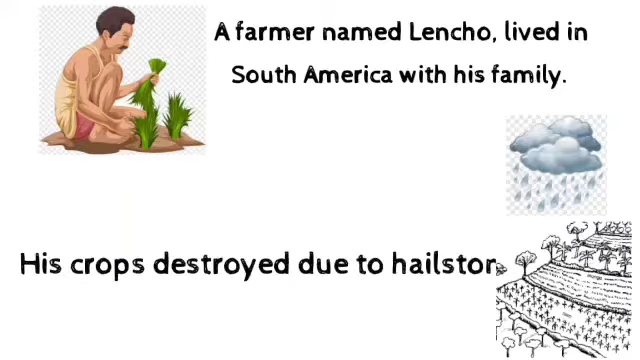 A farmer named Lencho, lived in
South America with his family.
His crops destroyed due to hailstor